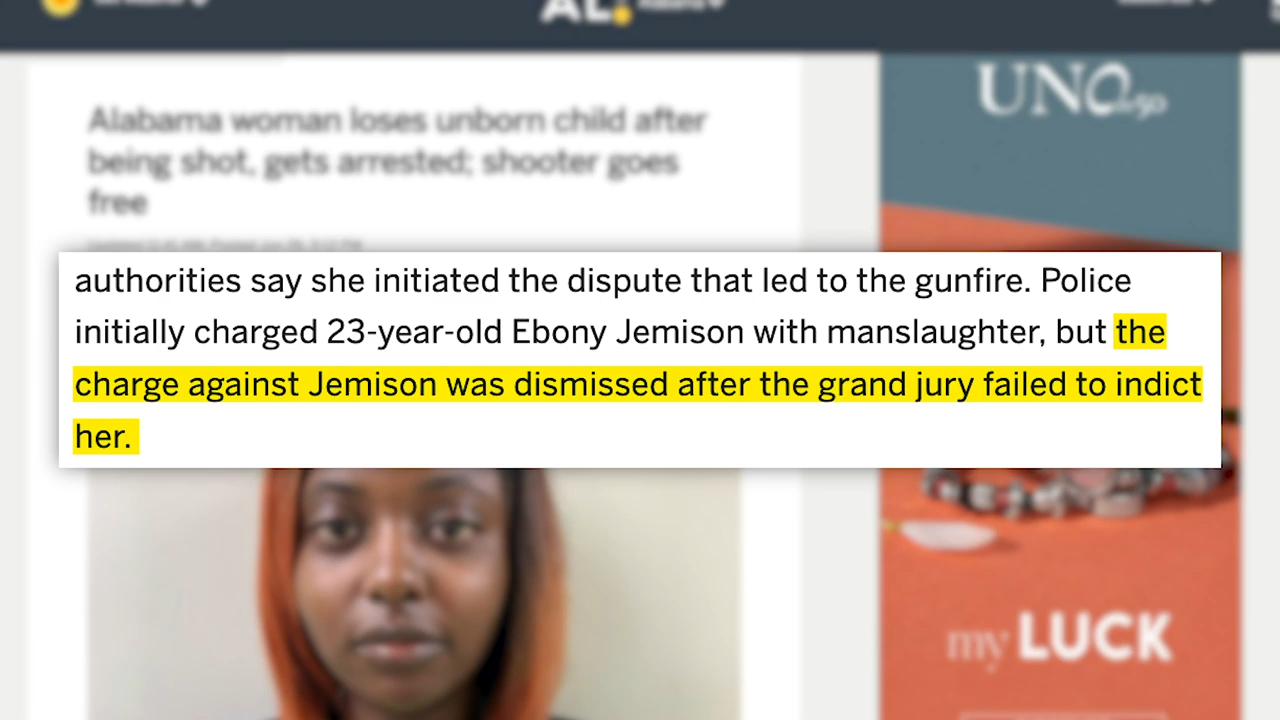 AL.
UNOde50
Alabama woman loses unborn child after
being shot, gets arrested; shooter goes
free
authorities say she initiated the dispute that led to the gunfire. Police
initially charged 23-year-old Ebony Jemison with manslaughter, but the
charge against Jemison was dismissed after the grand jury failed to indict
her.
my LUCK